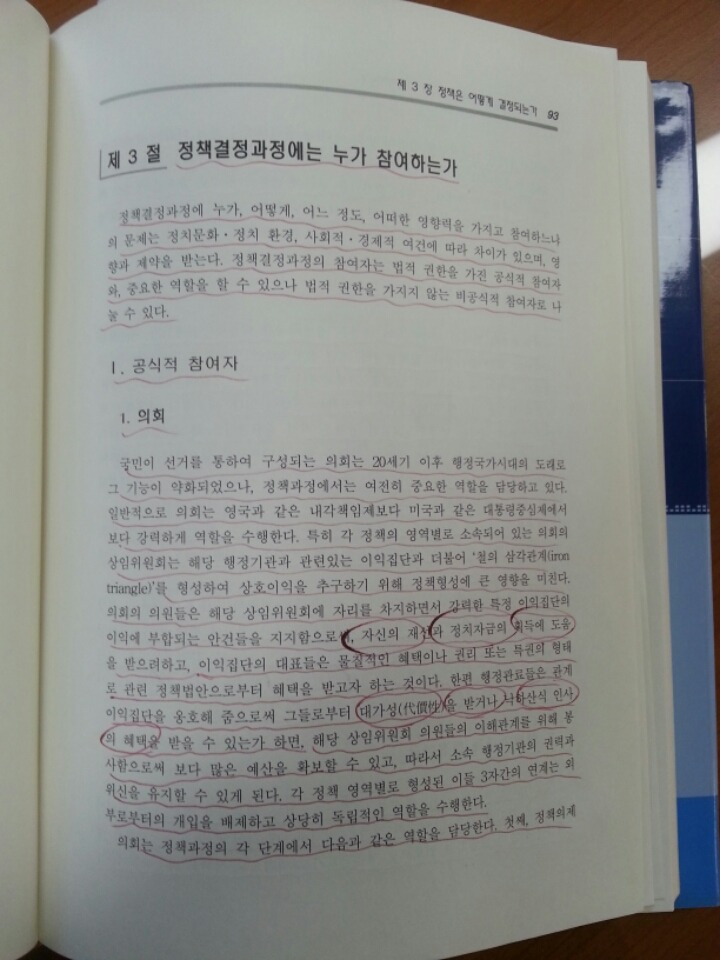 제 3 장 정책은 어떻게 결정되는가 93
제 3 절 정책결정과정에는 누가 참여하는가
정책결정과정에 누가, 어떻게, 어느 정도, 어떠한 영향력을 가지고 참여하느냐
의 문제는 정치문화·정치 환경, 사회적·경제적 여건에 따라 차이가 있으며, 영
향과 제약을 받는다. 정책결정과정의 참여자는 법적 권한을 가진 공식적 참여자
와, 중요한 역할을 할 수 있으나 법적 권한을 가지지 않는 비공식적 참여자로 나
눌 수 있다.
I. 공식적 참여자
1. 의회
국민이 선거를 통하여 구성되는 의회는 20세기 이후 행정국가시대의 도래로
그 기능이 약화되었으나, 정책과정에서는 여전히 중요한 역할을 담당하고 있다.
일반적으로 의회는 영국과 같은 내각책임제보다 미국과 같은 대통령중심제에서
보다 강력하게 역할을 수행한다. 특히 각 정책의 영역별로 소속되어 있는 의회의
상임위원회는 해당 행정기관과 관련있는 이익집단과 더불어 ‘철의 삼각관계(iron
triangle)’를 형성하여 상호이익을 추구하기 위해 정책형성에 큰 영향을 미친다.
의회의 의원들은 해당 상임위원회에 자리를 차지하면서 강력한 특정 이익집단의
이익에 부합되는 안건들을 지지함으로써, 자신의 재선과 정치자금의 획득에 도움
을 받으려하고, 이익집단의 대표들은 물질적인 혜택이나 권리 또는 특권의 형태
로 관련 정책법안으로부터 혜택을 받고자 하는 것이다. 한편 행정관료들은 관계
이익집단을 옹호해 줌으로써 그들로부터 대가성(代價性)을 받거나 낙하산식 인사
의 혜택을 받을 수 있는가 하면, 해당 상임위원회 의원들의 이해관계를 위해 봉
사함으로써 보다 많은 예산을 확보할 수 있고, 따라서 소속 행정기관의 권력과
위신을 유지할 수 있게 된다. 각 정책 영역별로 형성된 이들 3자간의 연계는 외
부로부터의 개입을 배제하고 상당히 독립적인 역할을 수행한다.
의회는 정책과정의 각 단계에서 다음과 같은 역할을 담당한다. 첫째, 정책의제